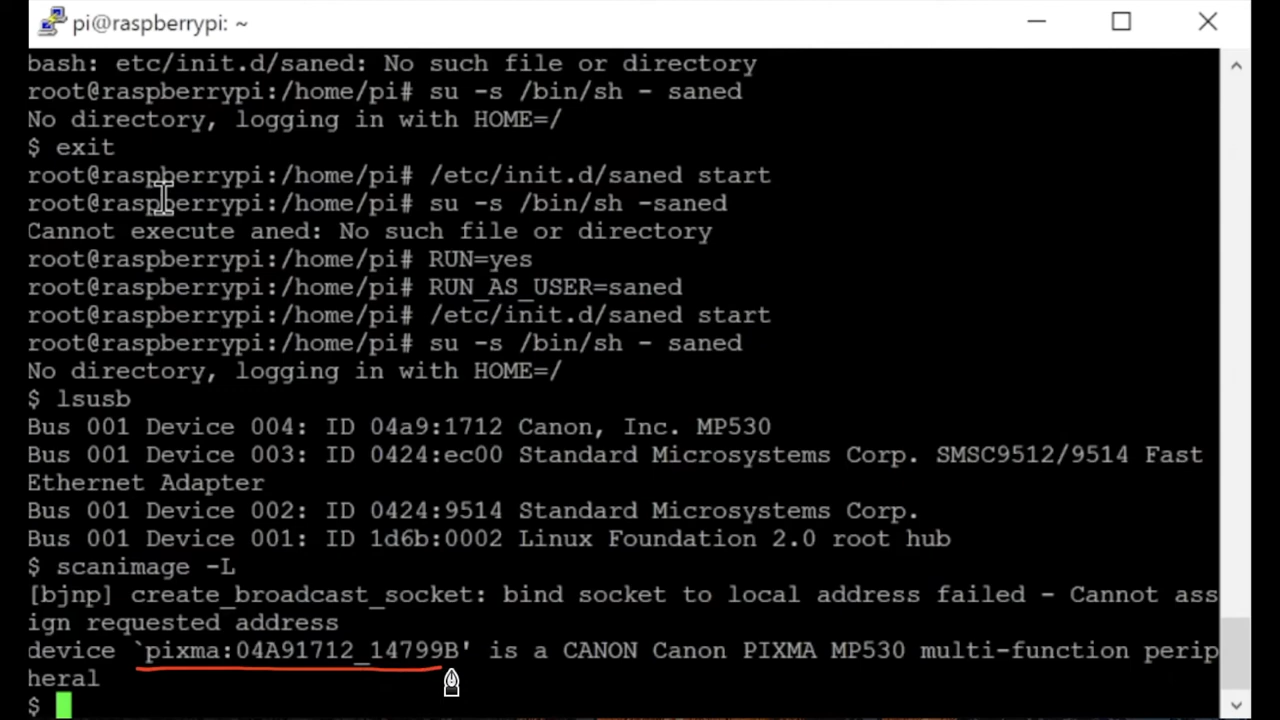 pi@raspberrypi: ~
bash: etc/init.d/saned: No such file or directory
root@raspberrypi:/home/pi# su -s /bin/sh - saned
No directory, logging in with HOME=/
$ exit
root@raspberrypi:/home/pi# /etc/init.d/saned start
root@raspberrypi:/home/pi# su -s /bin/sh -saned
Cannot execute aned: No such file or directory
root@raspberrypi:/home/pi# RUN=yes
root@raspberrypi:/home/pi# RUN_AS_USER=saned
root@raspberrypi:/home/pi# /etc/init.d/saned start
root@raspberrypi:/home/pi# su -s /bin/sh - saned
No directory, logging in with HOME=/
$ lsusb
Bus 001 Device 004: ID 04a9:1712 Canon, Inc. MP530
Bus 001 Device 003: ID 0424:ec00 Standard Microsystems Corp. SMSC9512/9514 Fast
Ethernet Adapter
Bus 001 Device 002: ID 0424:9514 Standard Microsystems Corp.
Bus 001 Device 001: ID 1d6b:0002 Linux Foundation 2.0 root hub
$ scanimage -L
[bjnp] create_broadcast_socket: bind socket to local address failed - Cannot ass
ign requested address
device `pixma:04A91712_14799B' is a CANON Canon PIXMA MP530 multi-function perip
heral
$